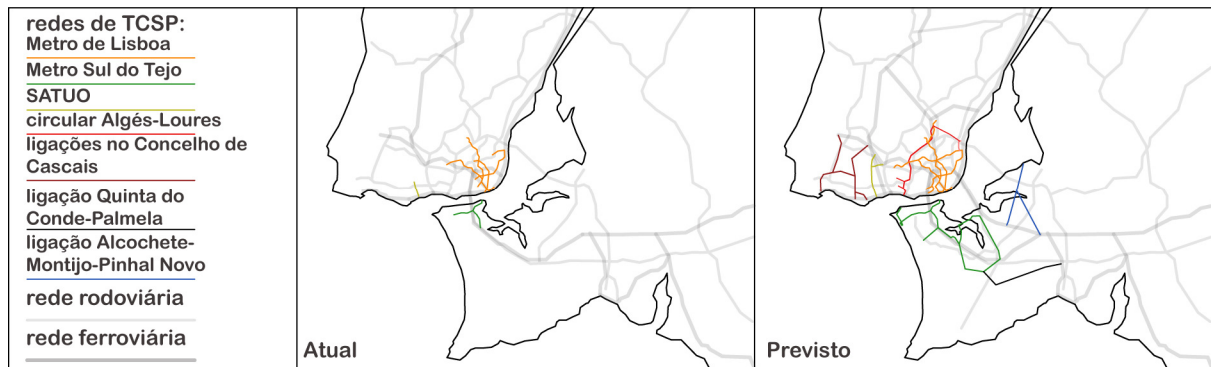 redes de TCSP:
Metro de Lisboa
Metro Sul do Tejo
SATUO
circular Algés-Loures
ligações no Concelho de
Cascais
ligação Quinta do
Conde-Palmela
ligação Alcochete-
Montijo-Pinhal Novo
rede rodoviária
rede ferroviária
Atual
Previsto